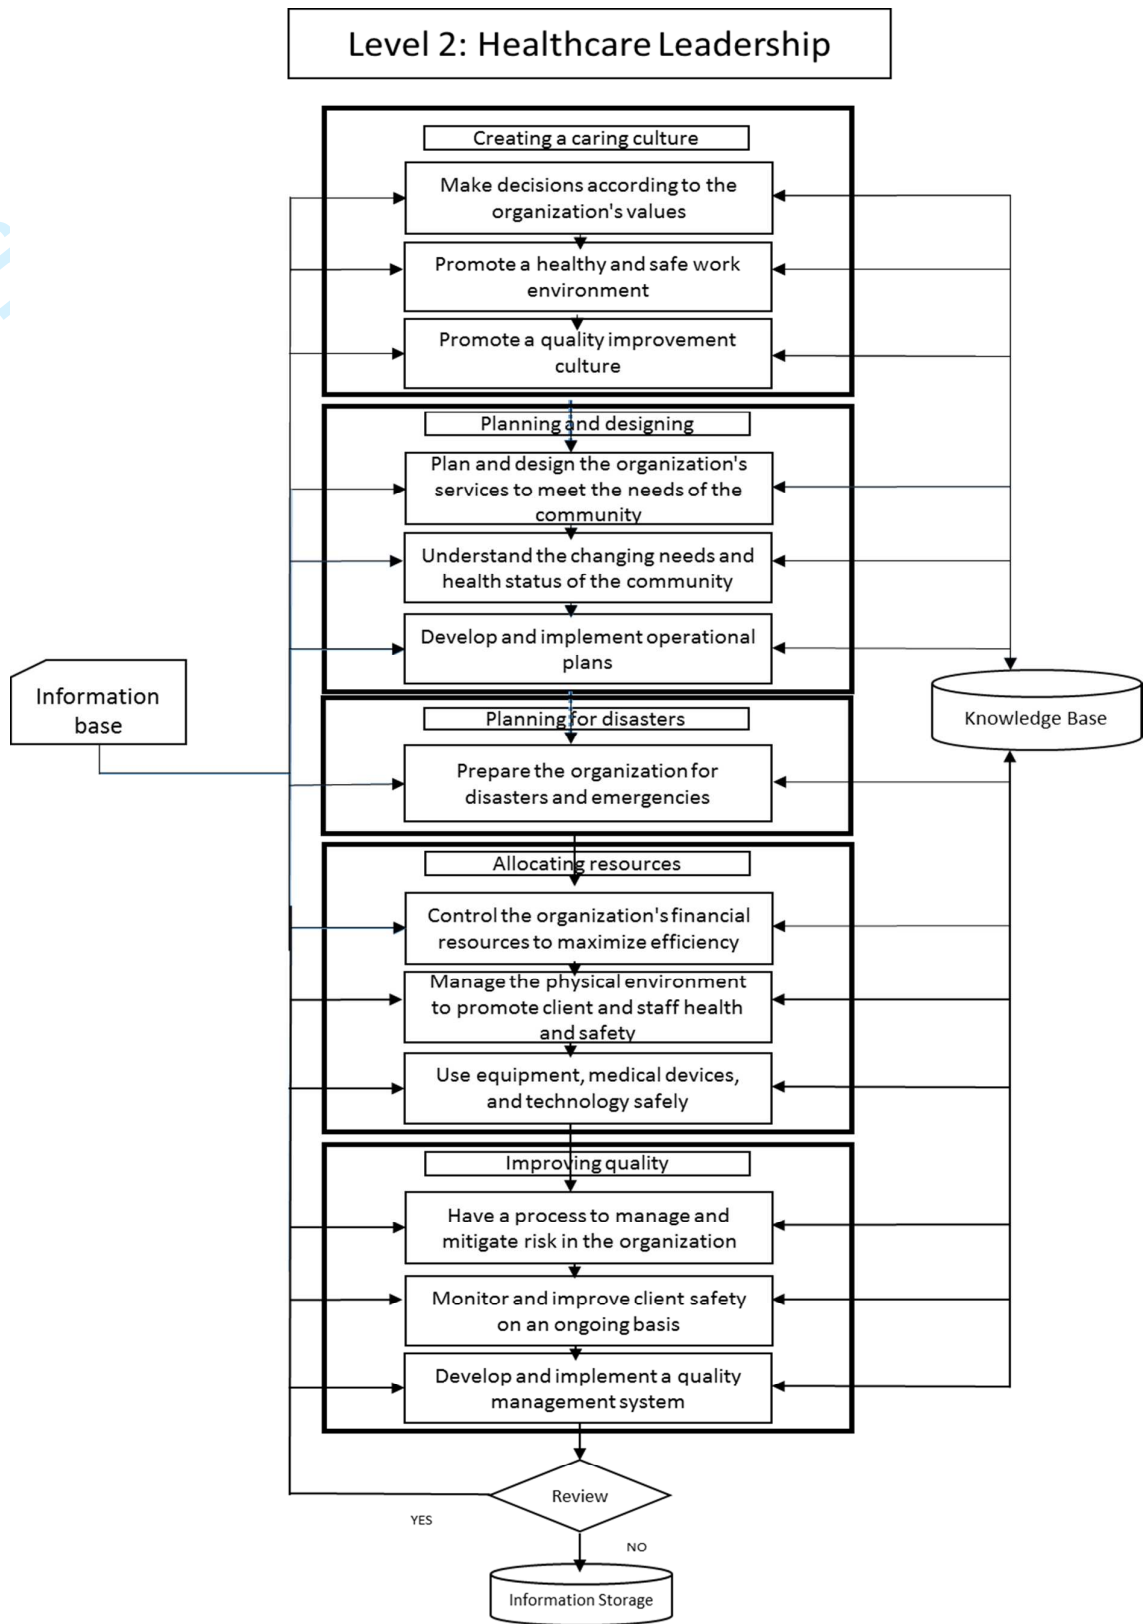 Level 2: Healthcare Leadership
Creating a caring culture
Make decisions according to the
organization's values
Promote a healthy and safe work
environment
Promote a quality improvement
culture
Planning and designing
Plan and design the organization's
services to meet the needs of the
community
Understand the changing needs and
health status of the community
Develop and implement operational
plans
Information
base
Knowledge Base
Planning for disasters
Prepare the organization for
disasters and emergencies
Allocating resources
Control the organization's financial
resources to maximize efficiency
Manage the physical environment
to promote client and staff health
and safety
Use equipment, medical devices,
and technology safely
Improving quality
Have a process to manage and
mitigate risk in the organization
Monitor and improve client safety
on an ongoing basis
Develop and implement a quality
management system
Review
YES
NO
Information Storage